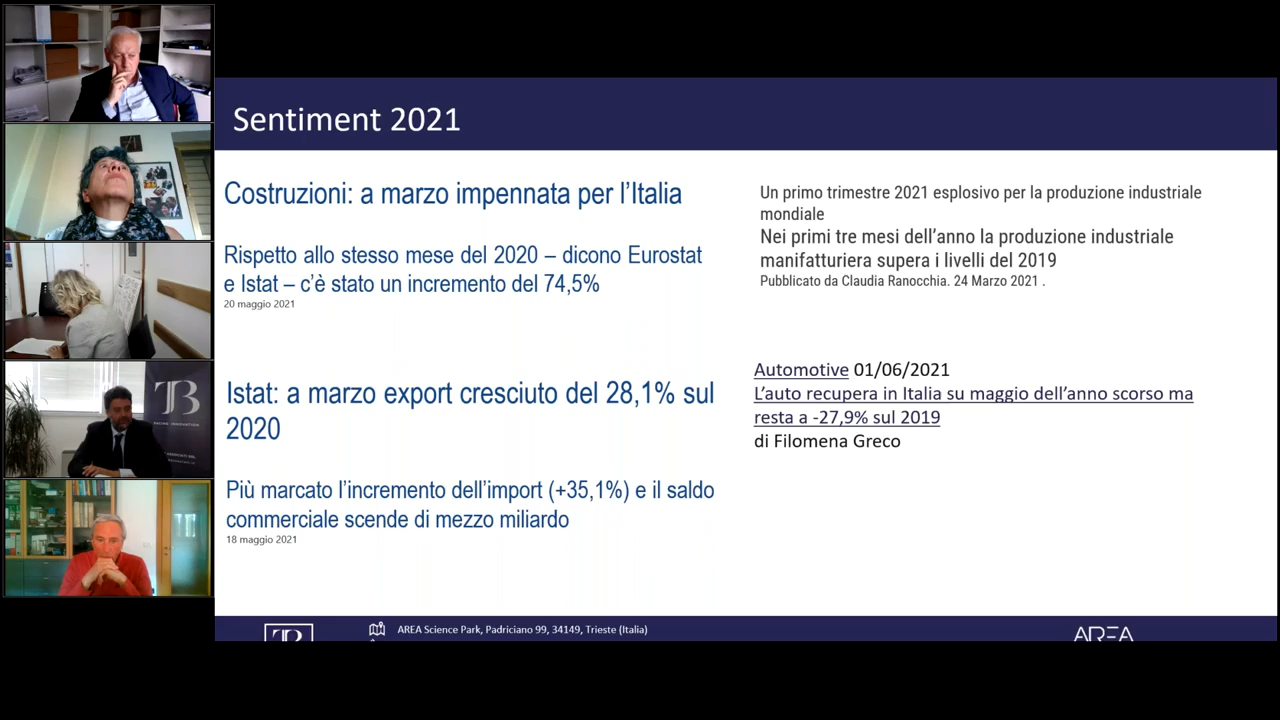 Sentiment 2021
Costruzioni: a marzo impennata per l’Italia
Rispetto allo stesso mese del 2020 – dicono Eurostat
e Istat – c’è stato un incremento del 74,5%
20 maggio 2021
Istat: a marzo export cresciuto del 28,1% sul
2020
Più marcato l’incremento dell’import (+35,1%) e il saldo
commerciale scende di mezzo miliardo
18 maggio 2021
Un primo trimestre 2021 esplosivo per la produzione industriale
mondiale
Nei primi tre mesi dell’anno la produzione industriale
manifatturiera supera i livelli del 2019
Pubblicato da Claudia Ranocchia. 24 Marzo 2021 .
Automotive 01/06/2021
L’auto recupera in Italia su maggio dell’anno scorso ma
resta a -27,9% sul 2019
di Filomena Greco
TB
AREA Science Park, Padriciano 99, 34149, Trieste (Italia)
AREA
TB